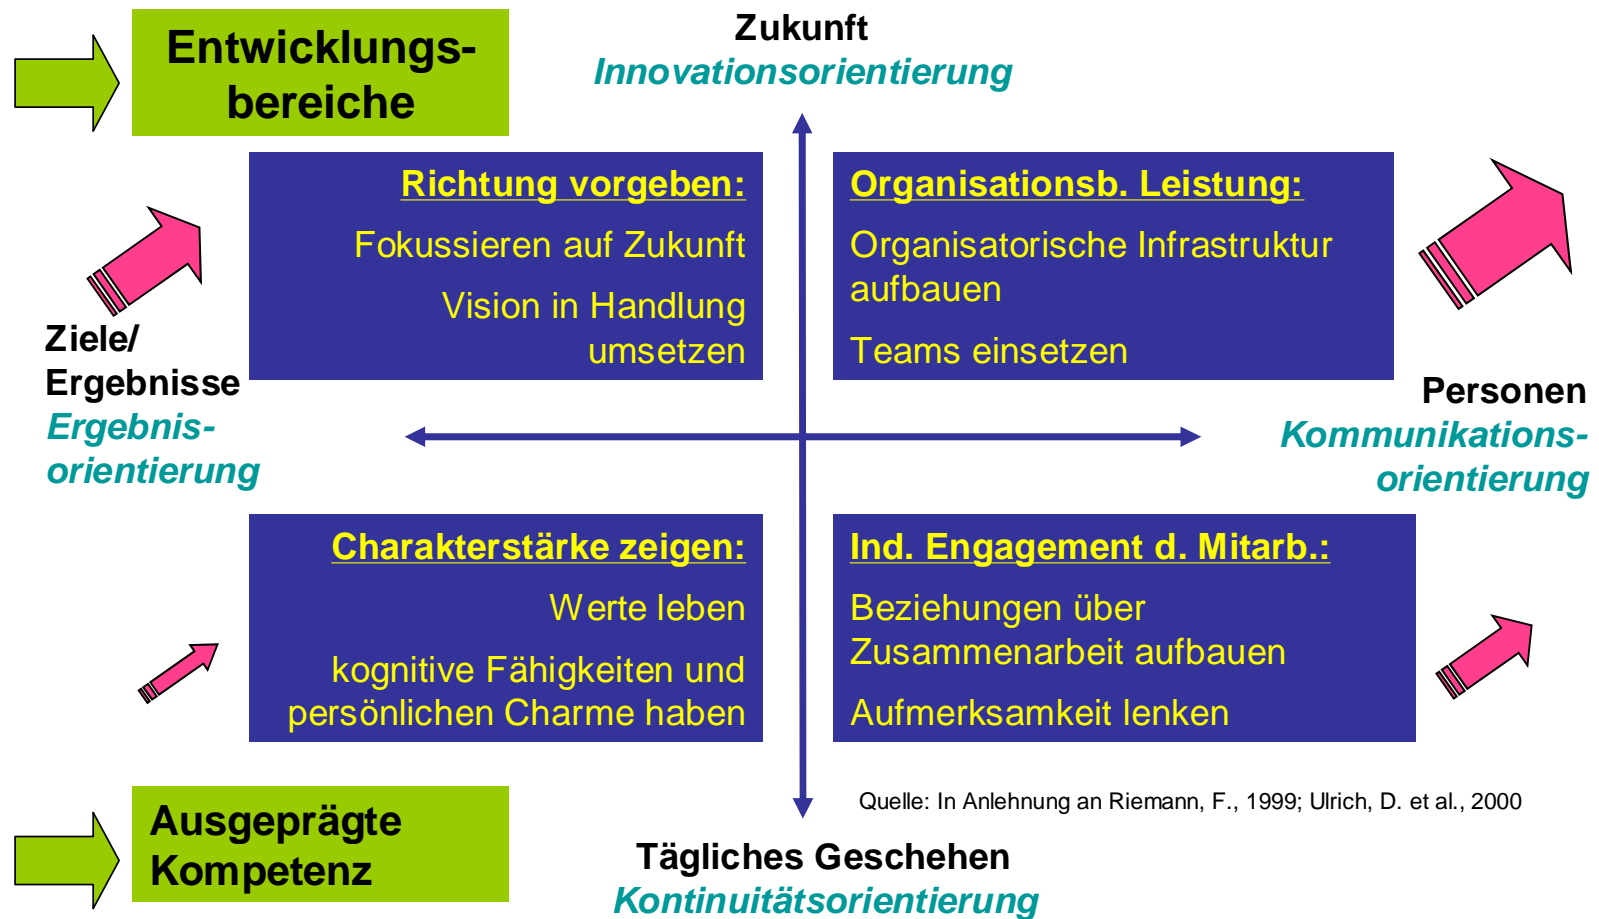 Entwicklungs-
bereiche
Zukunft
Innovationsorientierung
Richtung vorgeben:
Fokussieren auf Zukunft
Vision in Handlung
umsetzen
Organisationsb. Leistung:
Organisatorische Infrastruktur
aufbauen
Teams einsetzen
Ziele/
Ergebnisse
Ergebnis-
orientierung
Personen
Kommunikations-
orientierung
Charakterstärke zeigen:
Werte leben
kognitive Fähigkeiten und
persönlichen Charme haben
Ind. Engagement d. Mitarb.:
Beziehungen über
Zusammenarbeit aufbauen
Aufmerksamkeit lenken
Ausgeprägte
Kompetenz
Quelle: In Anlehnung an Riemann, F., 1999; Ulrich, D. et al., 2000
Tägliches Geschehen
Kontinuitätsorientierung